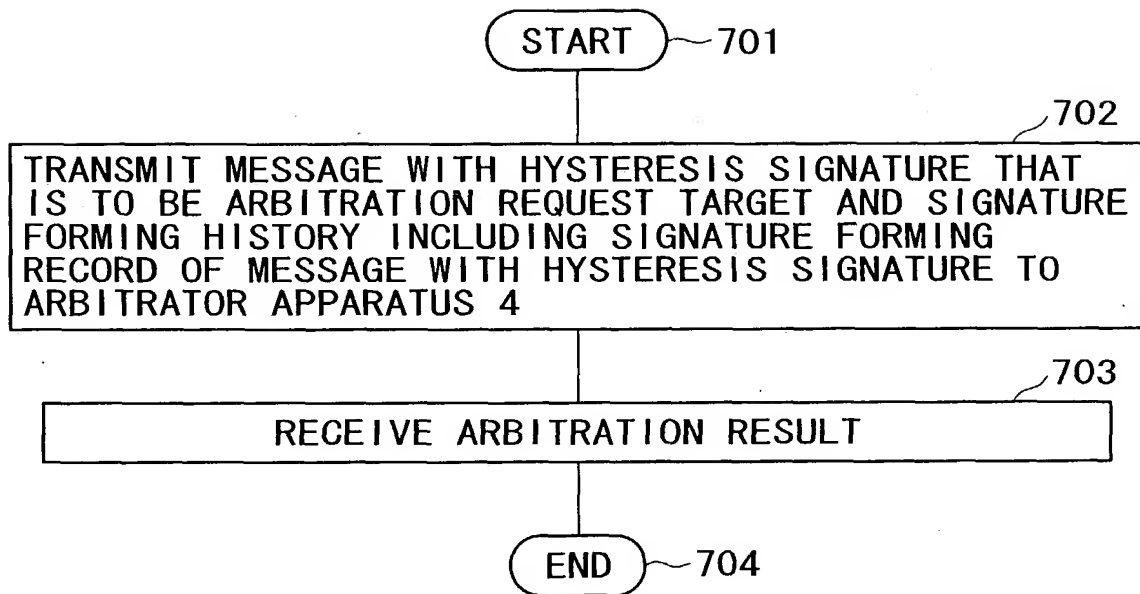 START
701
702
TRANSMIT MESSAGE WITH HYSTERESIS SIGNATURE THAT
IS TO BE ARBITRATION REQUEST TARGET AND SIGNATURE
FORMING HISTORY INCLUDING SIGNATURE FORMING
RECORD OF MESSAGE WITH HYSTERESIS SIGNATURE TO
ARBITRATOR APPARATUS 4
703
RECEIVE ARBITRATION RESULT
END
704